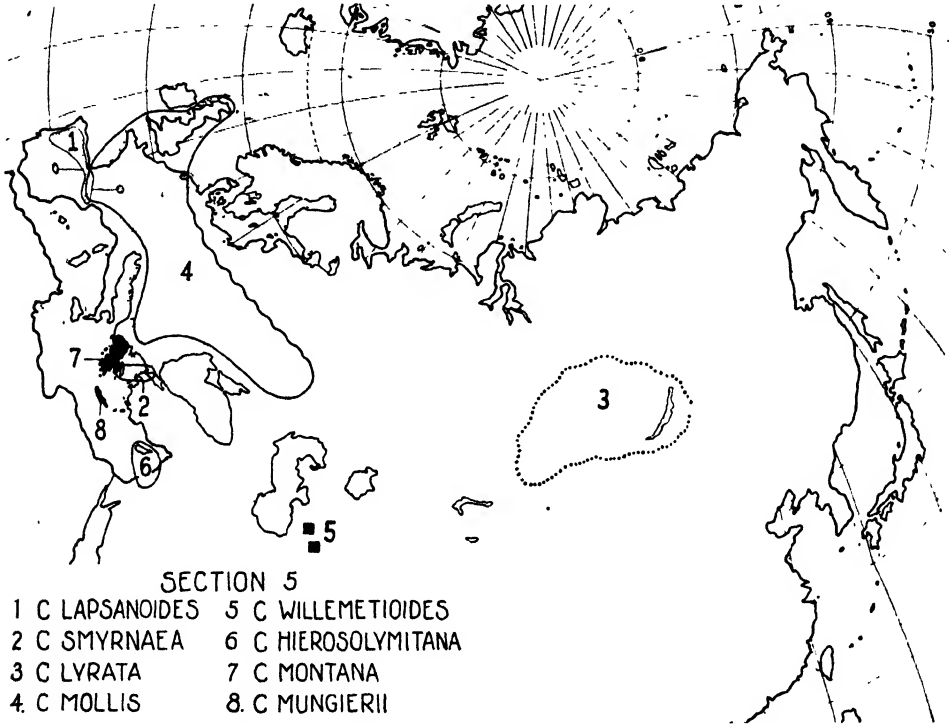 1
4
3
7
2
8
6
5
SECTION 5
1 C LAPSANOIDES 5 C WILLEMETIOIDES
2 C SMYRNAEA 6 C HIEROSOLYMITANA
3 C LYRATA 7 C MONTANA
4. C MOLLIS 8. C MUNGIERII